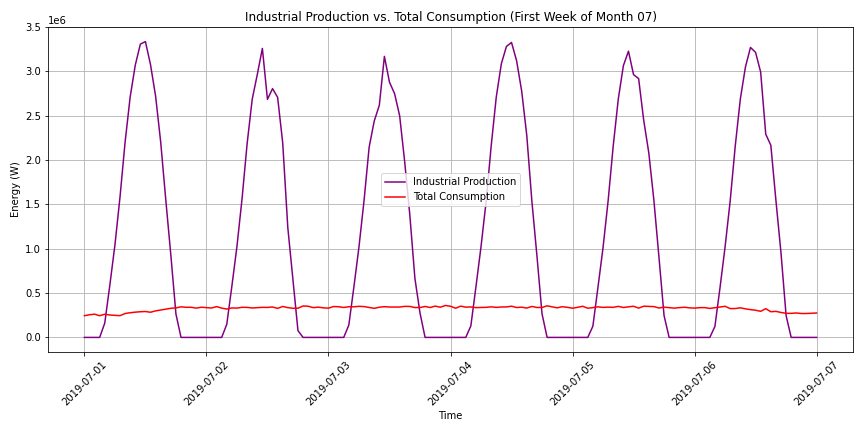 Industrial Production vs. Total Consumption (First Week of Month 07)
1e6
3.5
3.0
2.5
2.0
1.5
1.0
0.5
0.0
Energy (W)
Industrial Production
Total Consumption
2019-07-01
2019-07-02
2019-07-03
2019-07-04
2019-07-05
2019-07-06
2019-07-07
Time